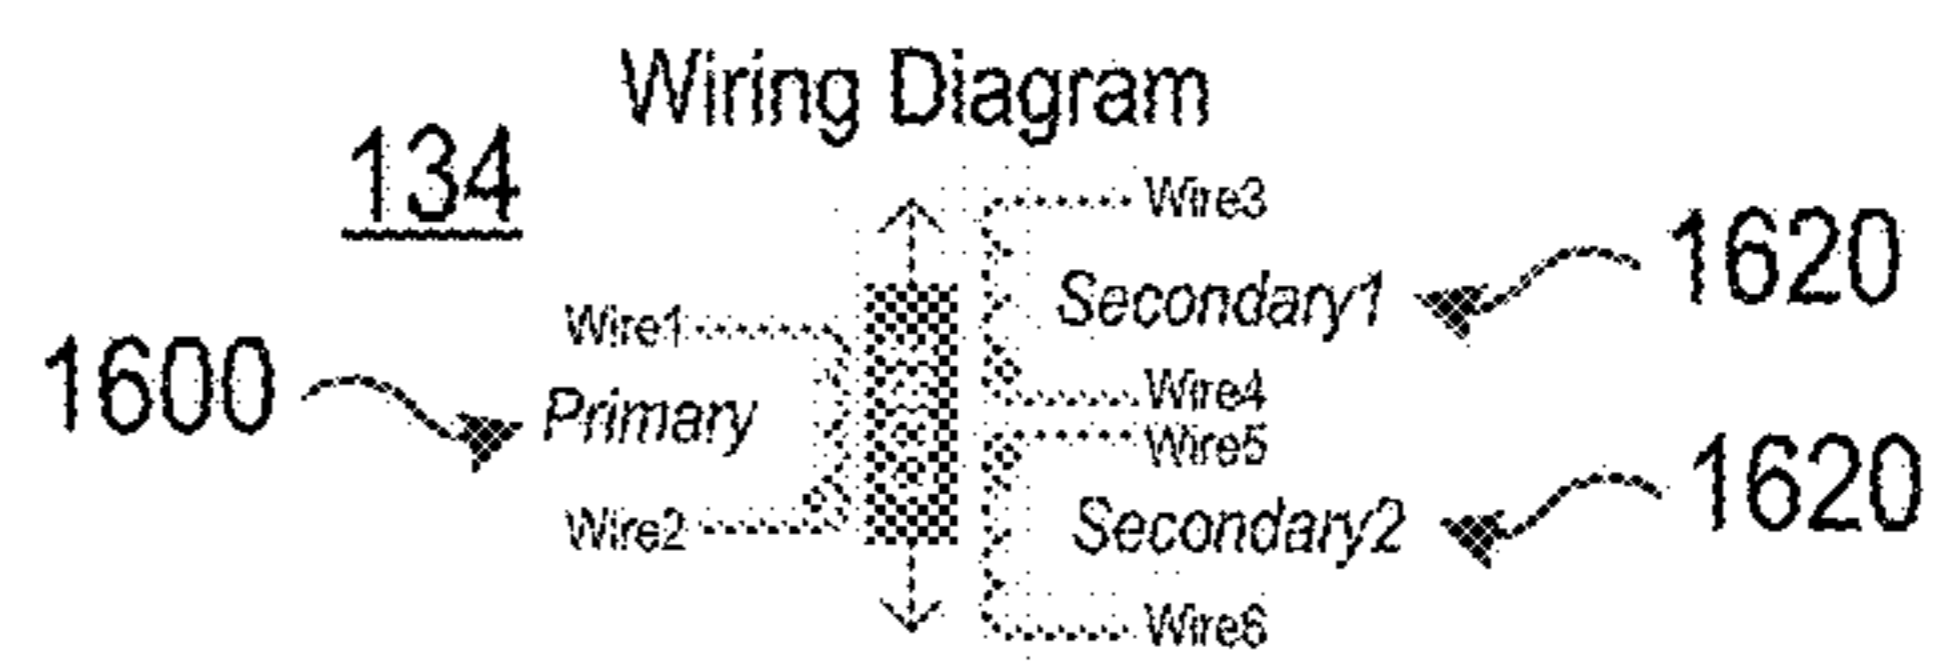 Wiring Diagram
134
Wire3
1620
Secondary1
Wire1
1600
Primary
Wire4
Wire5
1620
Wire2
Secondary2
Wire6